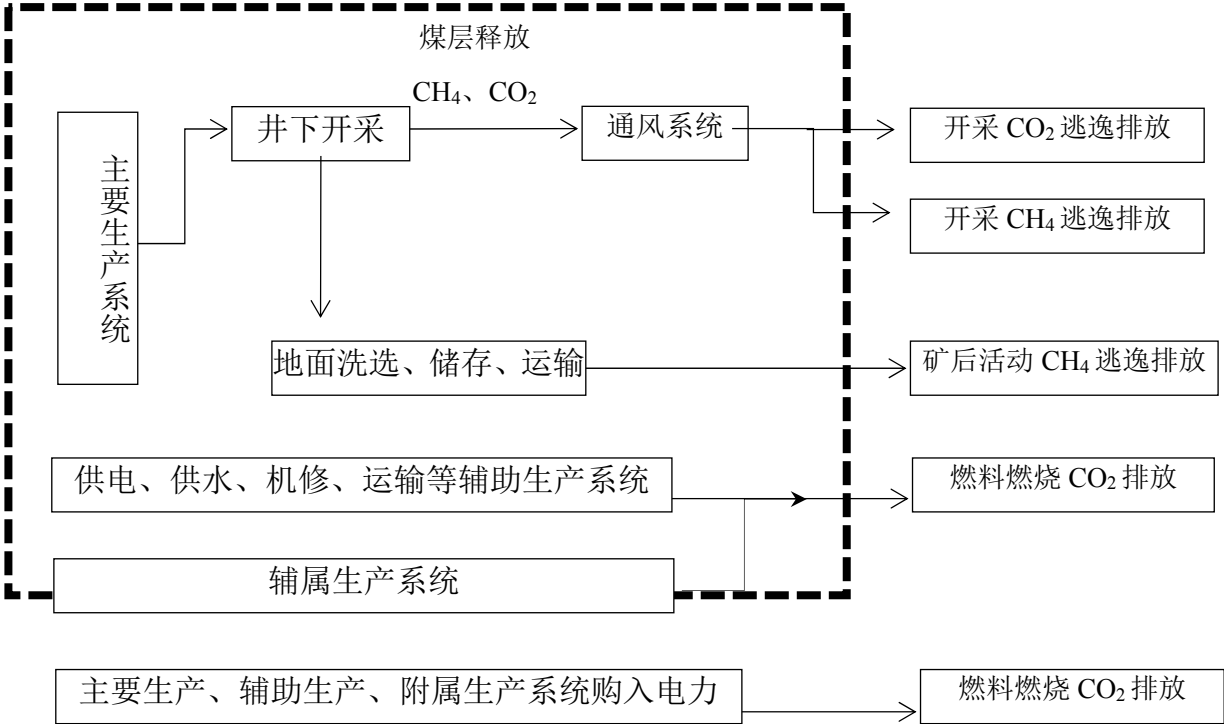 煤层释放
CH₄、CO₂
井下开采
通风系统
开采 CO₂ 逃逸排放
主要生产系统
开采 CH₄ 逃逸排放
地面洗选、储存、运输
矿后活动 CH₄ 逃逸排放
供电、供水、机修、运输等辅助生产系统
燃料燃烧 CO₂ 排放
辅属生产系统
主要生产、辅助生产、附属生产系统购入电力
燃料燃烧 CO₂ 排放